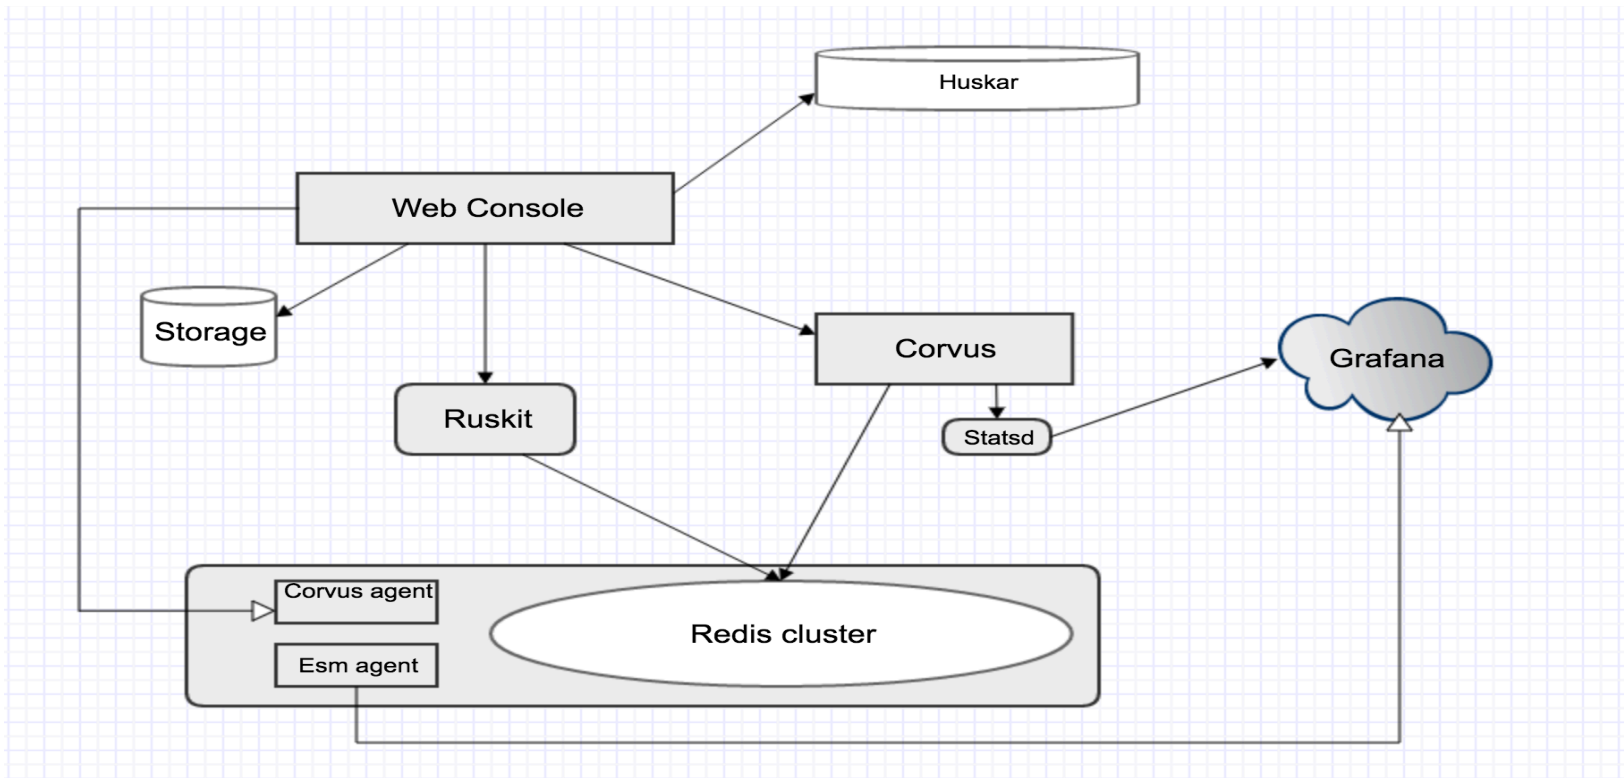 Huskar
Web Console
Storage
Corvus
Grafana
Ruskit
Statsd
Corvus agent
Redis cluster
Esm agent